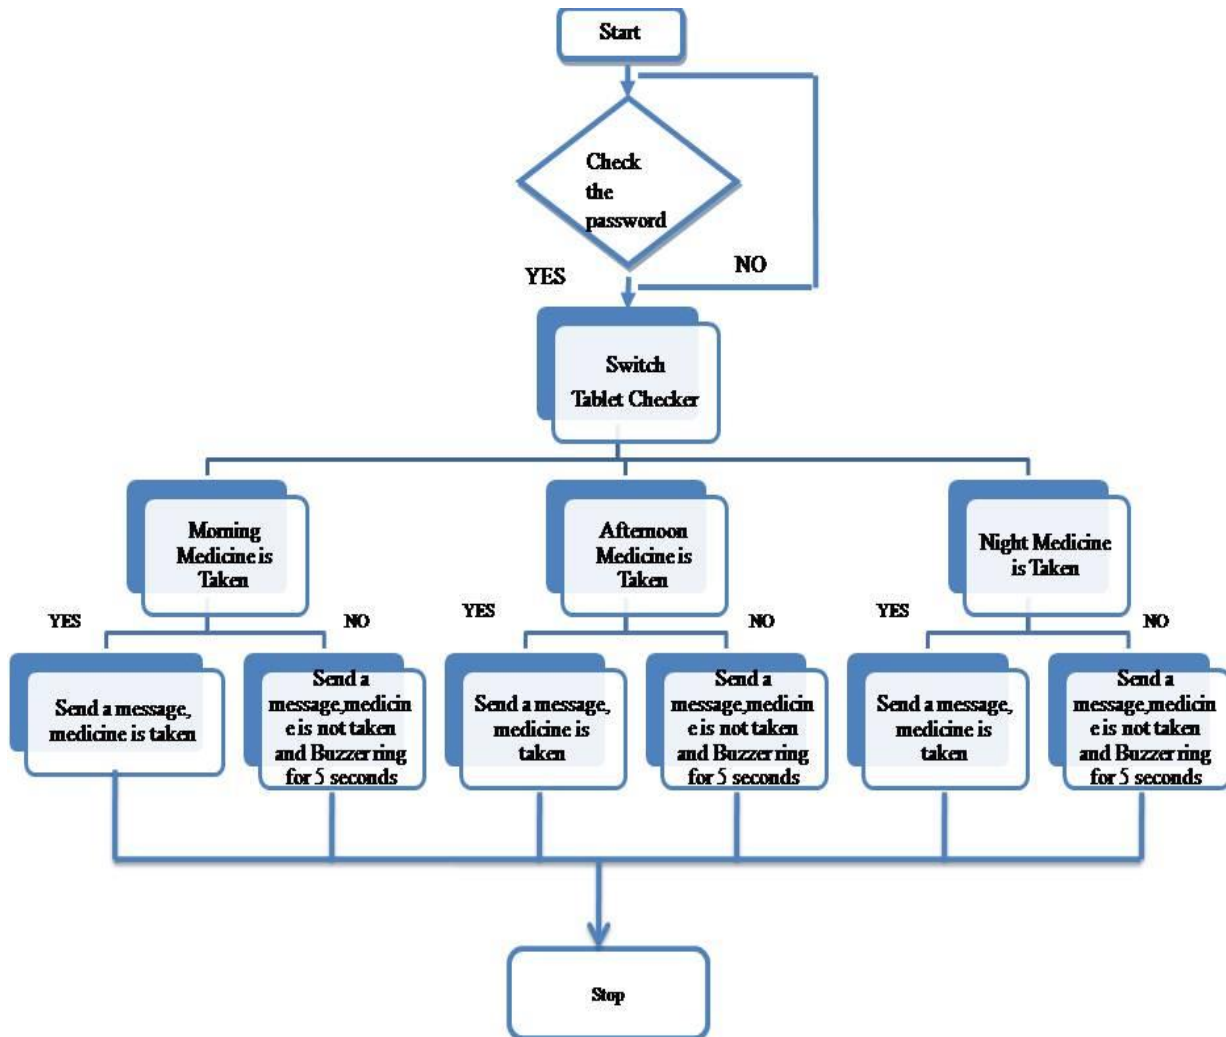 Start
Check
the
password
YES
NO
Switch
Tablet Checker
Morning
Medicine is
Taken
Afternoon
Medicine is
Taken
Night Medicine
is Taken
YES
NO
YES
NO
YES
NO
Send a message,
medicine is taken
Send a
message,medicin
e is not taken
and Buzzer ring
for 5 seconds
Send a message,
medicine is
taken
Send a
message,medicin
e is not taken
and Buzzer ring
for 5 seconds
Send a message,
medicine is
taken
Send a
message,medicin
e is not taken
and Buzzer ring
for 5 seconds
Stop